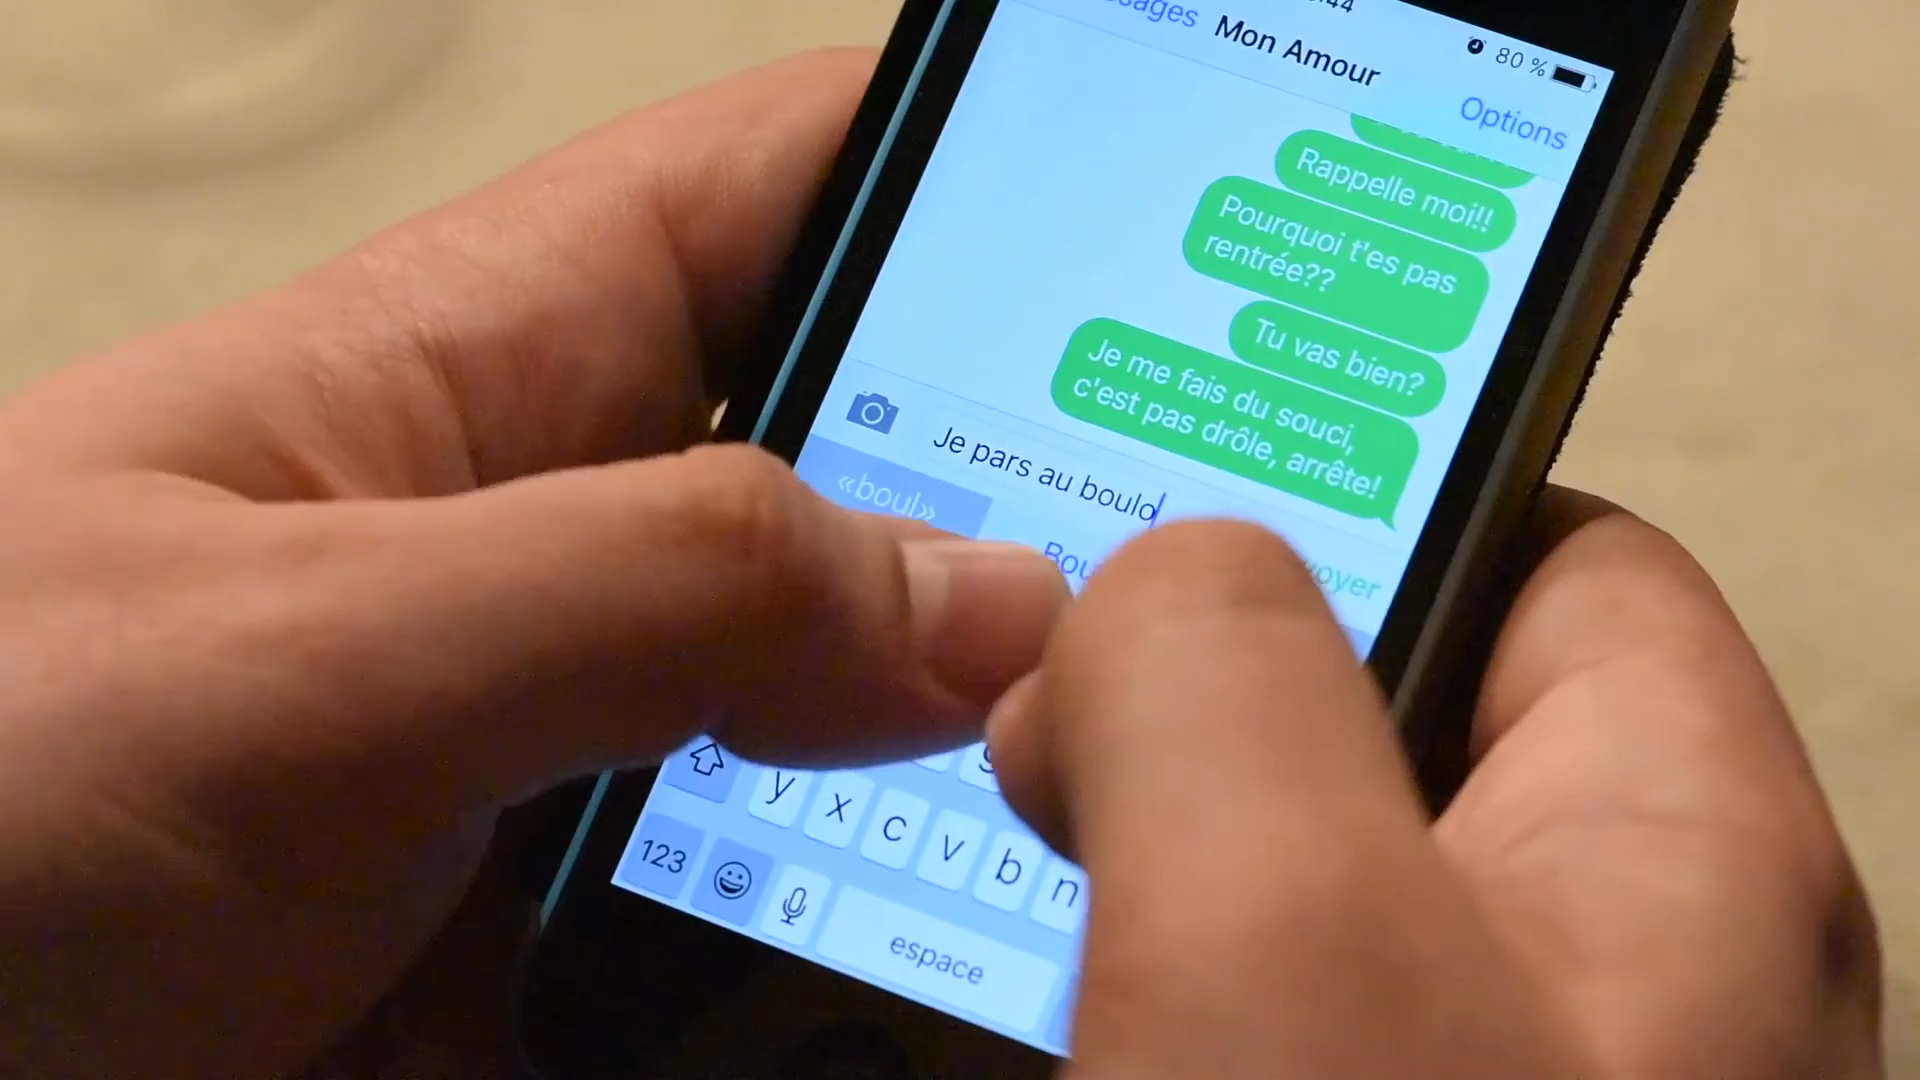 Mon Amour
80 %
Options
Rappelle moi!!
Pourquoi t'es pas
rentrée??
Tu vas bien?
Je me fais du souci,
c'est pas drôle, arrête!
Je pars au boulo
«boul»
y x c v b n
123
espace